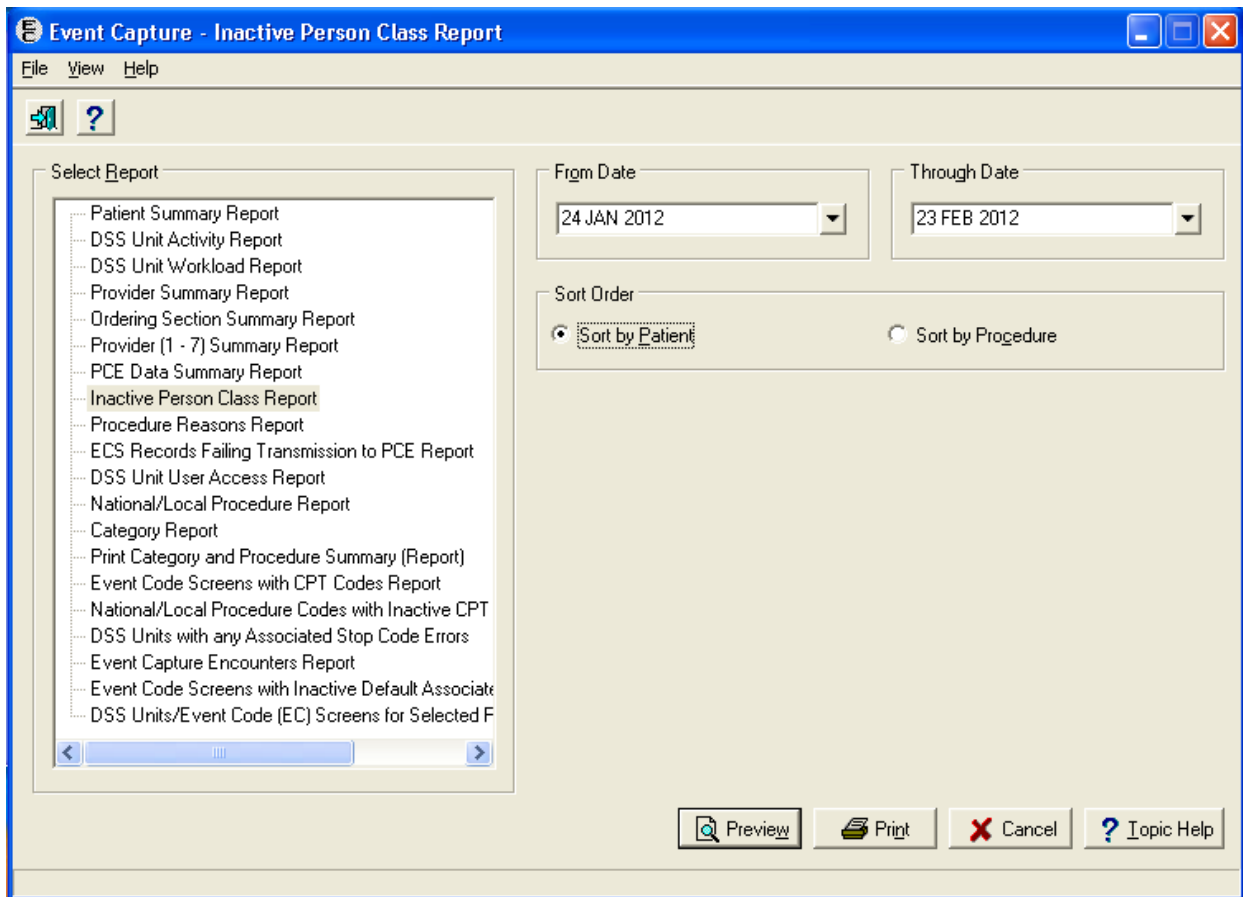 Event Capture - Inactive Person Class Report
File View Help
Select Report
Patient Summary Report
DSS Unit Activity Report
DSS Unit Workload Report
Provider Summary Report
Ordering Section Summary Report
Provider (1 - 7) Summary Report
PCE Data Summary Report
Inactive Person Class Report
Procedure Reasons Report
ECS Records Failing Transmission to PCE Report
DSS Unit User Access Report
National/Local Procedure Report
Category Report
Print Category and Procedure Summary (Report)
Event Code Screens with CPT Codes Report
National/Local Procedure Codes with Inactive CPT
DSS Units with any Associated Stop Code Errors
Event Capture Encounters Report
Event Code Screens with Inactive Default Associate
DSS Units/Event Code (EC) Screens for Selected F
From Date
24 JAN 2012
Through Date
23 FEB 2012
Sort Order
Sort by Patient
Sort by Procedure
Preview
Print
Cancel
? Topic Help